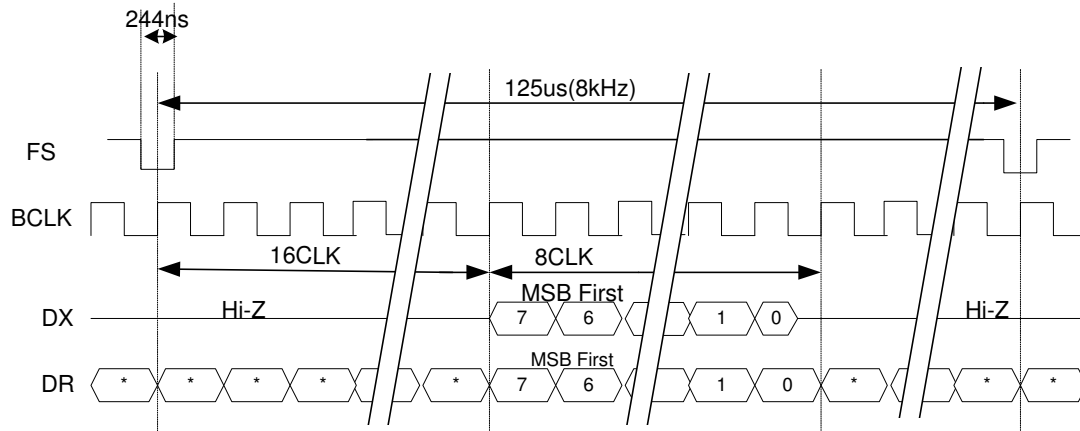 244ns
125us(8kHz)
FS
BCLK
16CLK 8CLK
MSB First
DX Hi-Z 7 6 1 0 Hi-Z
MSB First
DR * * * * * 7 6 1 0 * * *